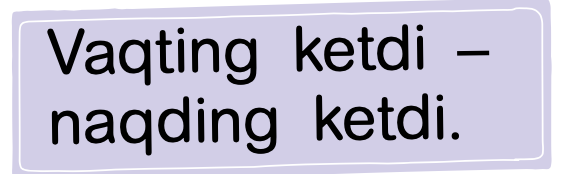 Vaqting ketdi –
naqding ketdi.